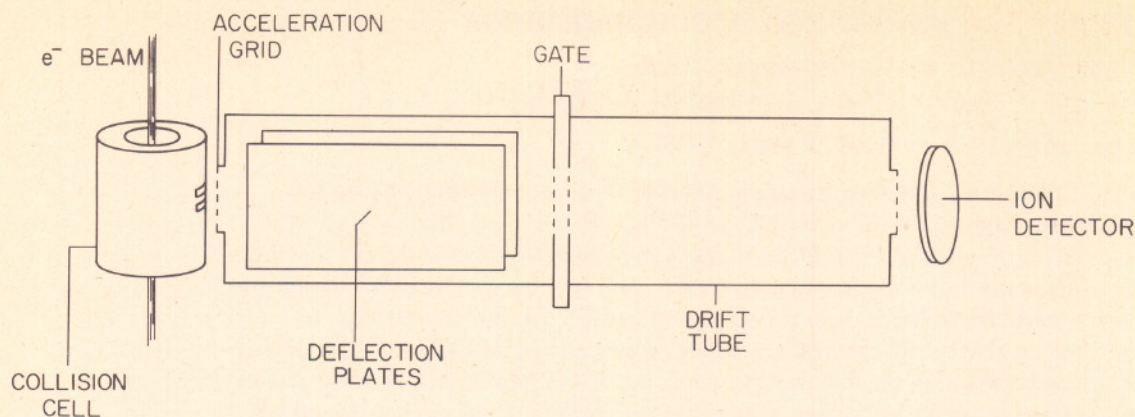 ACCELERATION
GRID
e⁻ BEAM
GATE
ION
DETECTOR
DRIFT
TUBE
DEFLECTION
PLATES
COLLISION
CELL